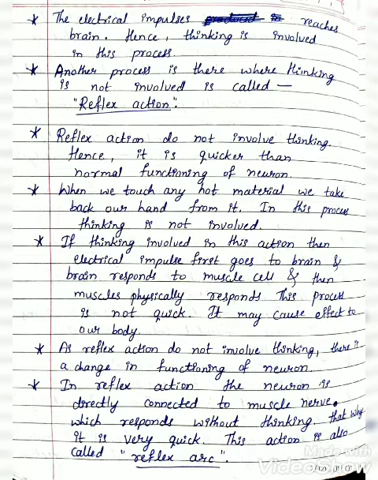 * The electrical impulses produced to reaches
brain. Hence, thinking is involved
in this process.
* Another process is there where thinking
is not involved is called —
"Reflex action".
* Reflex action do not involve thinking.
Hence, it is quicker than
normal functioning of neuron.
* When we touch any hot material we take
back our hand from it. In this process
thinking is not involved.
* If thinking involved in this action then
electrical impulse first goes to brain &
brain responds to muscle cell & then
muscles physically responds This process
is not quick. It may cause effect to
our body.
* As reflex action do not involve thinking, there is
a change in functioning of neuron.
* In reflex action the neuron is
directly connected to muscle nerve.
which responds without thinking. that why
it is very quick. This action is also
called "reflex arc".
Made with
VideoShow